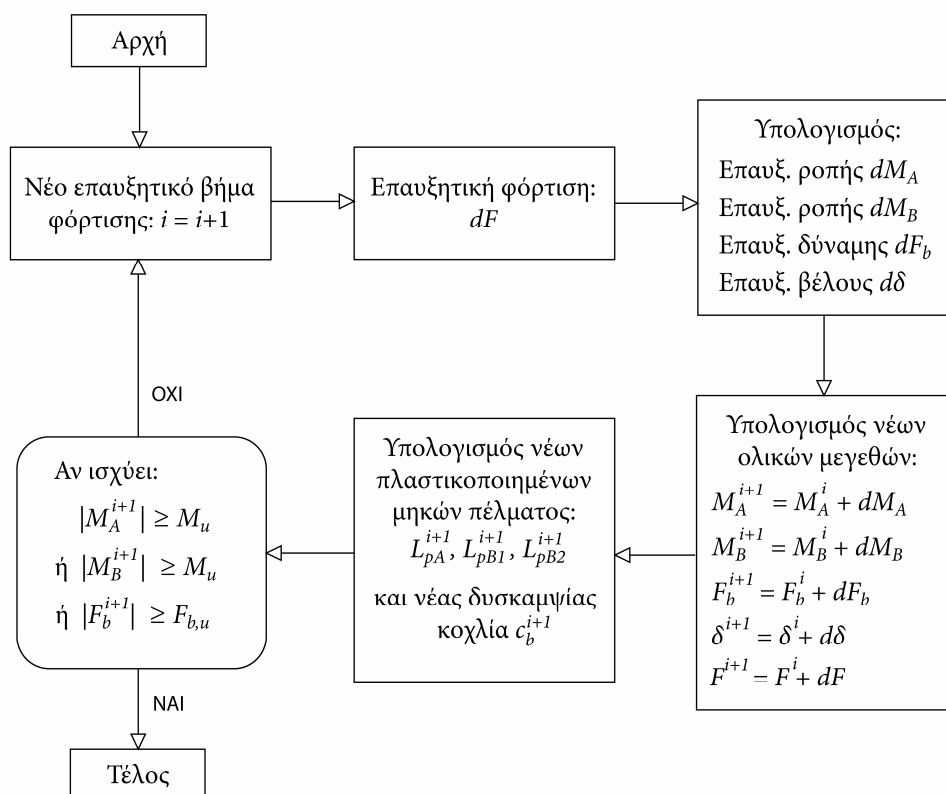 Αρχή
Νέο επαυξητικό βήμα
φόρτισης: i = i+1
Επαυξητική φόρτιση:
dF
Υπολογισμός:
Επαυξ. ροπής dM_A
Επαυξ. ροπής dM_B
Επαυξ. δύναμης dF_b
Επαυξ. βέλους dδ
Υπολογισμός νέων
ολικών μεγεθών:
M_A^{i+1} = M_A^i + dM_A
M_B^{i+1} = M_B^i + dM_B
F_b^{i+1} = F_b^i + dF_b
δ^{i+1} = δ^i + dδ
F^{i+1} = F^i + dF
Υπολογισμός νέων
πλαστικοποιημένων
μηκών πέλματος:
L_{pA}^{i+1}, L_{pB1}^{i+1}, L_{pB2}^{i+1}
και νέας δυσκαμψίας
κοχλία c_b^{i+1}
Αν ισχύει:
|M_A^{i+1}| ≥ M_u
ή |M_B^{i+1}| ≥ M_u
ή |F_b^{i+1}| ≥ F_{b,u}
ΟΧΙ
ΝΑΙ
Τέλος